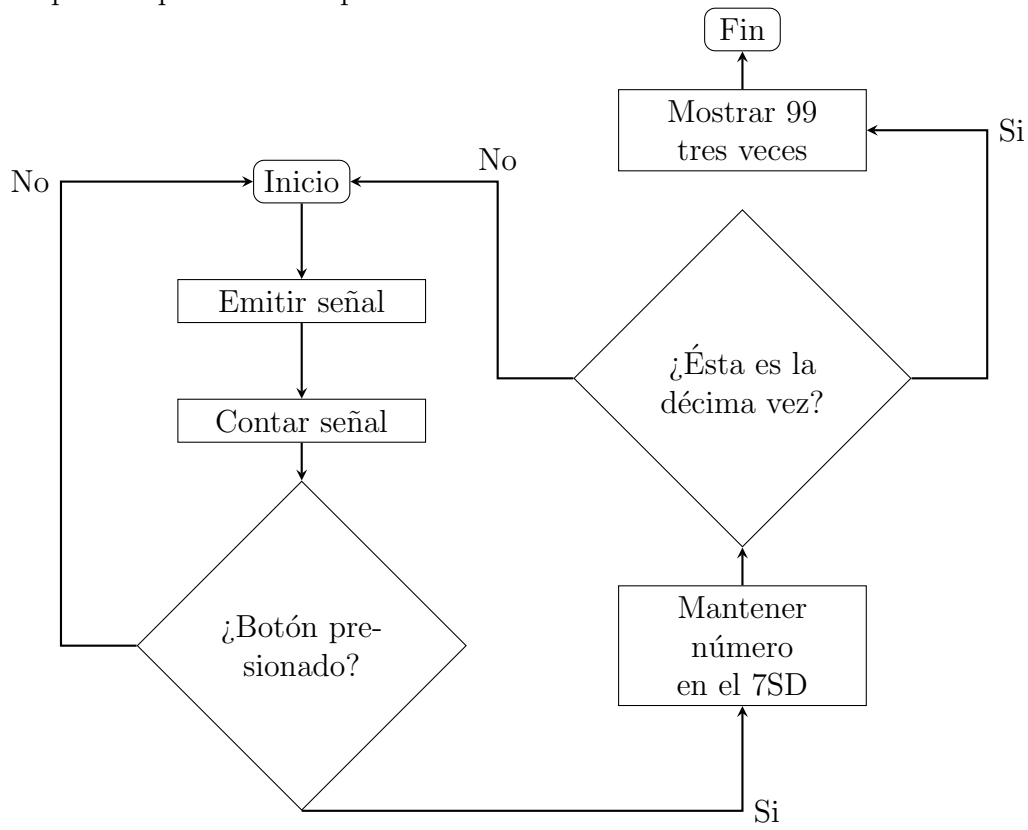 Fin
Mostrar 99
tres veces
Si
No
No
Inicio
Emitir señal
¿Ésta es la
décima vez?
Contar señal
¿Botón pre-
sionado?
Mantener
número
en el 7SD
Si